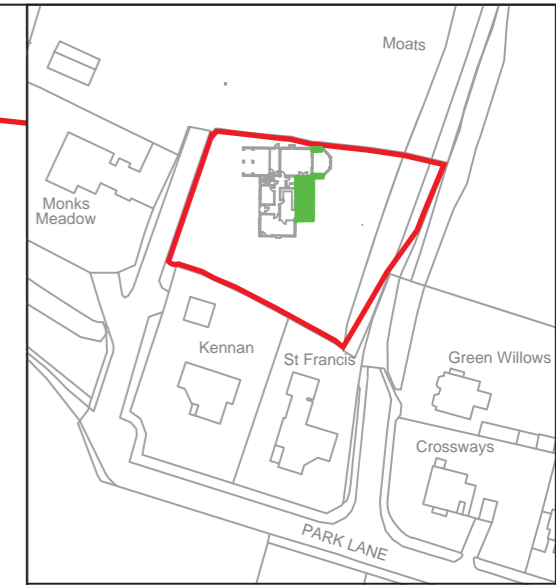 Moats
Monks
Meadow
Kennan
St Francis
Green Willows
Crossways
PARK LANE